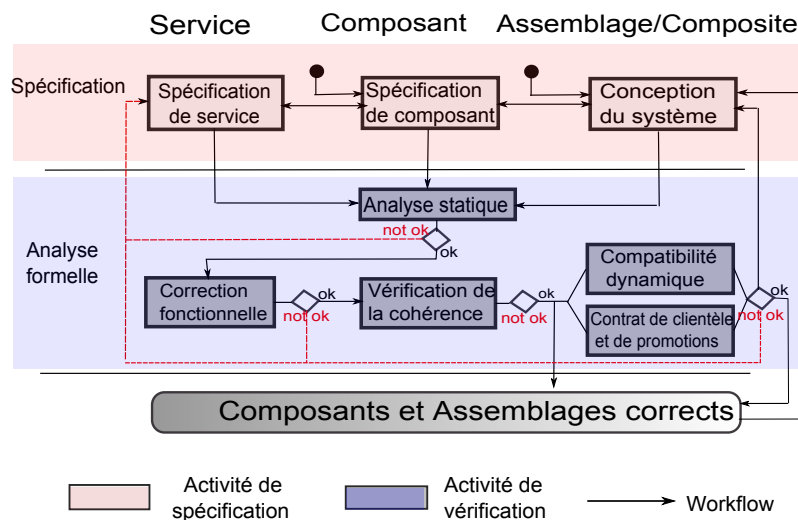 Service
Composant
Assemblage/Composite
Spécification
Spécification
de service
Spécification
de composant
Conception
du système
Analyse
formelle
Analyse statique
not ok
ok
Correction
fonctionnelle
ok
not ok
Vérification de
la cohérence
ok
not ok
Compatibilité
dynamique
Contrat de clientèle
et de promotions
ok
not ok
Composants et Assemblages corrects
Activité de
spécification
Activité de
vérification
Workflow